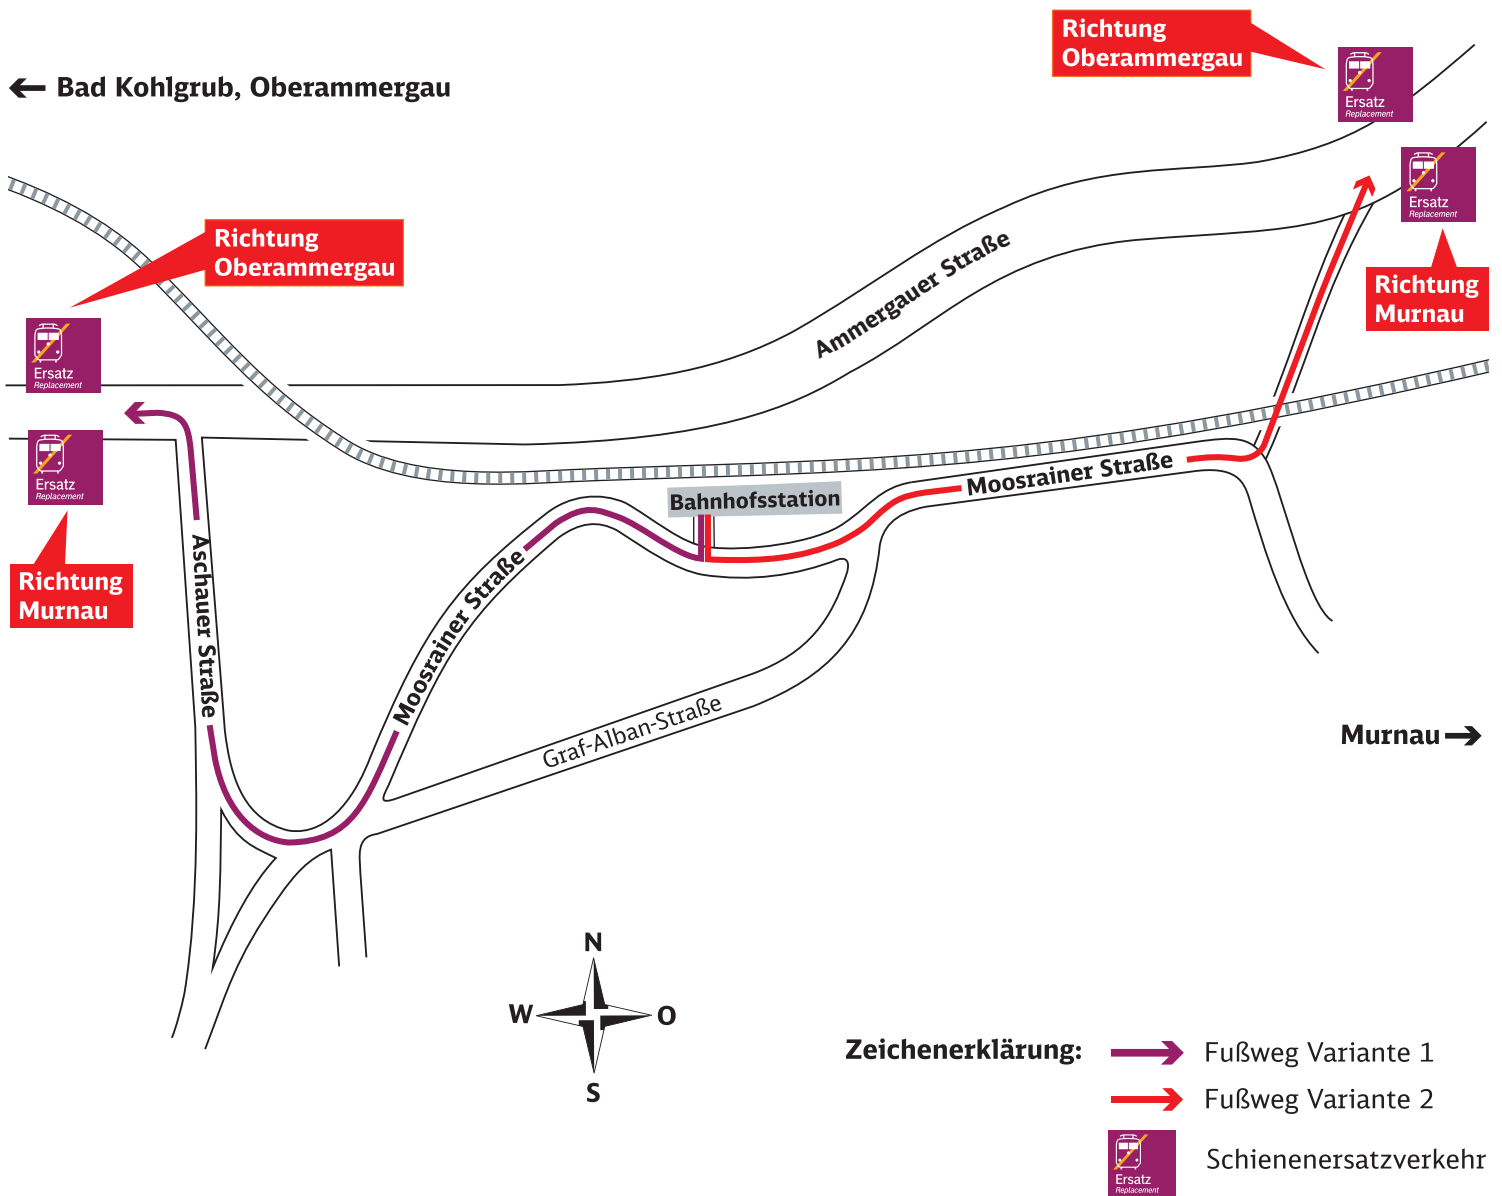 Richtung
Oberammergau
Bad Kohlgrub, Oberammergau
Ersatz
Replacement
Ersatz
Replacement
Richtung
Oberammergau
Ammergauer Straße
Richtung
Murnau
Ersatz
Replacement
Ersatz
Replacement
Moosrainer Straße
Bahnhofsstation
Richtung
Murnau
Aschauer Straße
Moosrainer Straße
Graf-Alban-Straße
Murnau
N
W
O
S
Zeichenerklärung:
Fußweg Variante 1
Fußweg Variante 2
Ersatz
Replacement
Schienenersatzverkehr